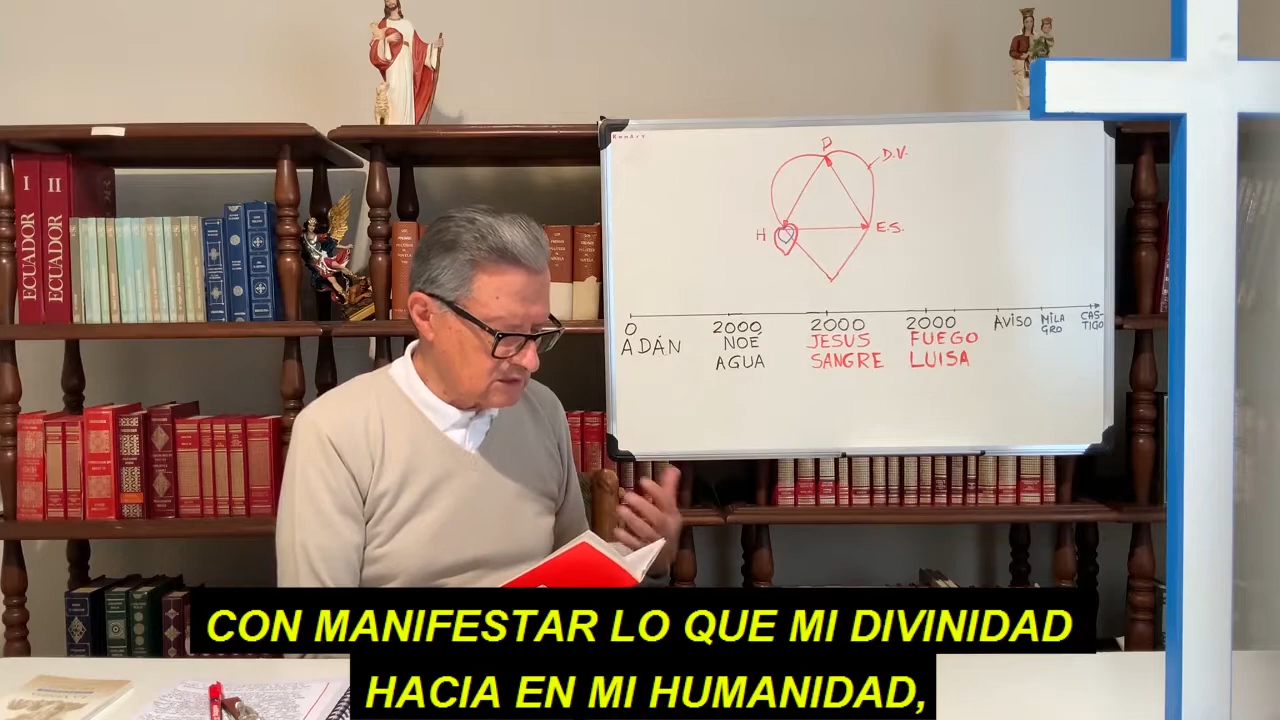 I
II
ECUADOR
ECUADOR
P
D.V.
H
E.S.
0
ADÁN
2000
NOE
AGUA
2000
JESUS
SANGRE
2000
FUEGO
LUISA
AVISO
MILA
GRO
CAS-
TIGO
CON MANIFESTAR LO QUE MI DIVINIDAD
HACIA EN MI HUMANIDAD,